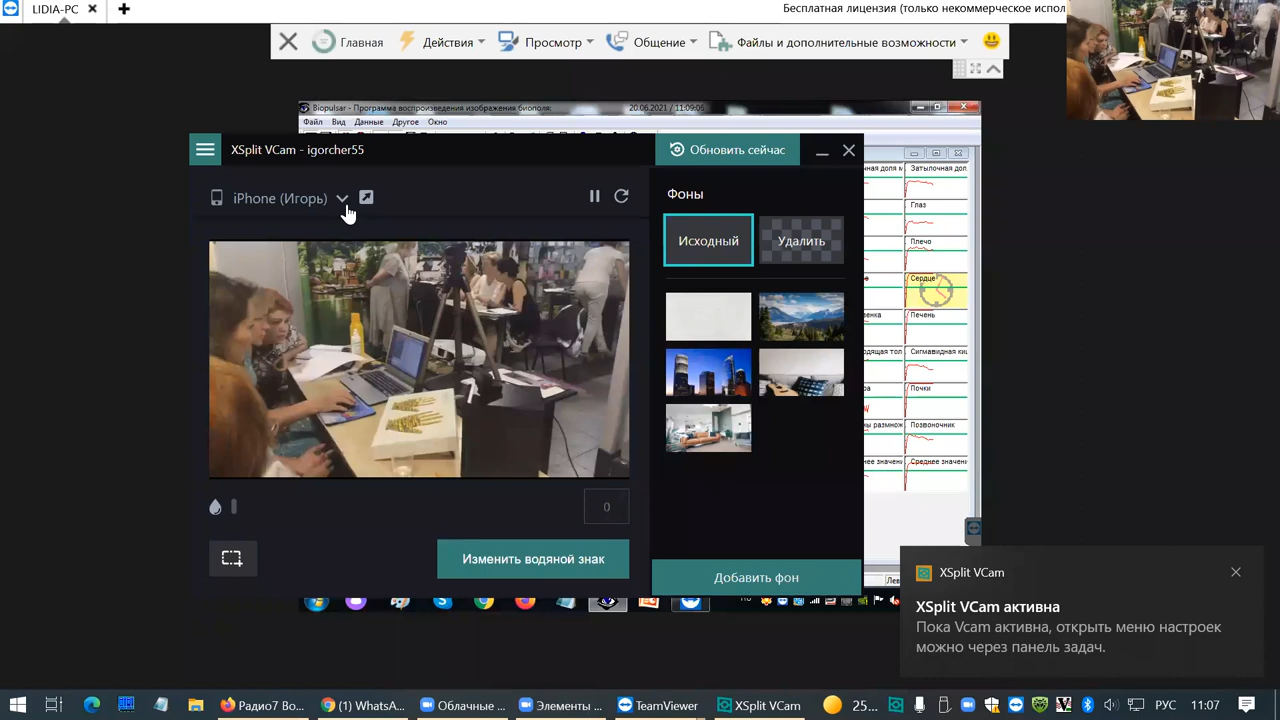 LIDIA-PC
Бесплатная лицензия (только некоммерческое испол
Главная
Действия
Просмотр
Общение
Файлы и дополнительные возможности
Biopulsar - Программа воспроизведения изображения биополя:
20.06.2021 / 11:09:06
Файл Вид Данные Другое Окно
XSplit VCam - igorcher55
Обновить сейчас
iPhone (Игорь)
Фоны
Исходный
Удалить
Затылочная дол
Глаз
Плечо
Сердце
Печень
Сигмавидная киш
Почки
Позвоночник
Среднее значени
0
Изменить водяной знак
Добавить фон
XSplit VCam
XSplit VCam активна
Пока Vcam активна, открыть меню настроек
можно через панель задач.
Радио7 Во...
(1) WhatsA...
Облачные ...
Элементы ...
TeamViewer
XSplit VCam
25...
РУС
11:07